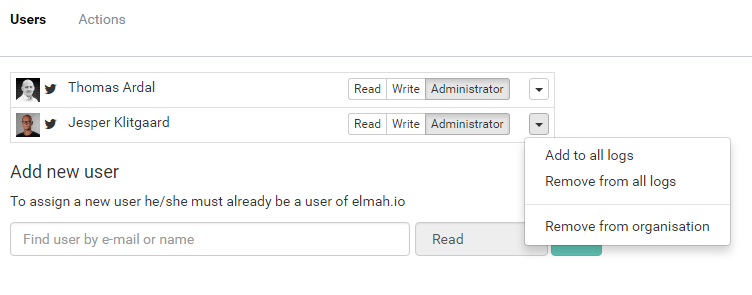 Users Actions
Thomas Ardal Read Write Administrator
Jesper Klitgaard Read Write Administrator
Add to all logs
Remove from all logs
Remove from organisation
Add new user
To assign a new user he/she must already be a user of elmah.io
Find user by e-mail or name Read